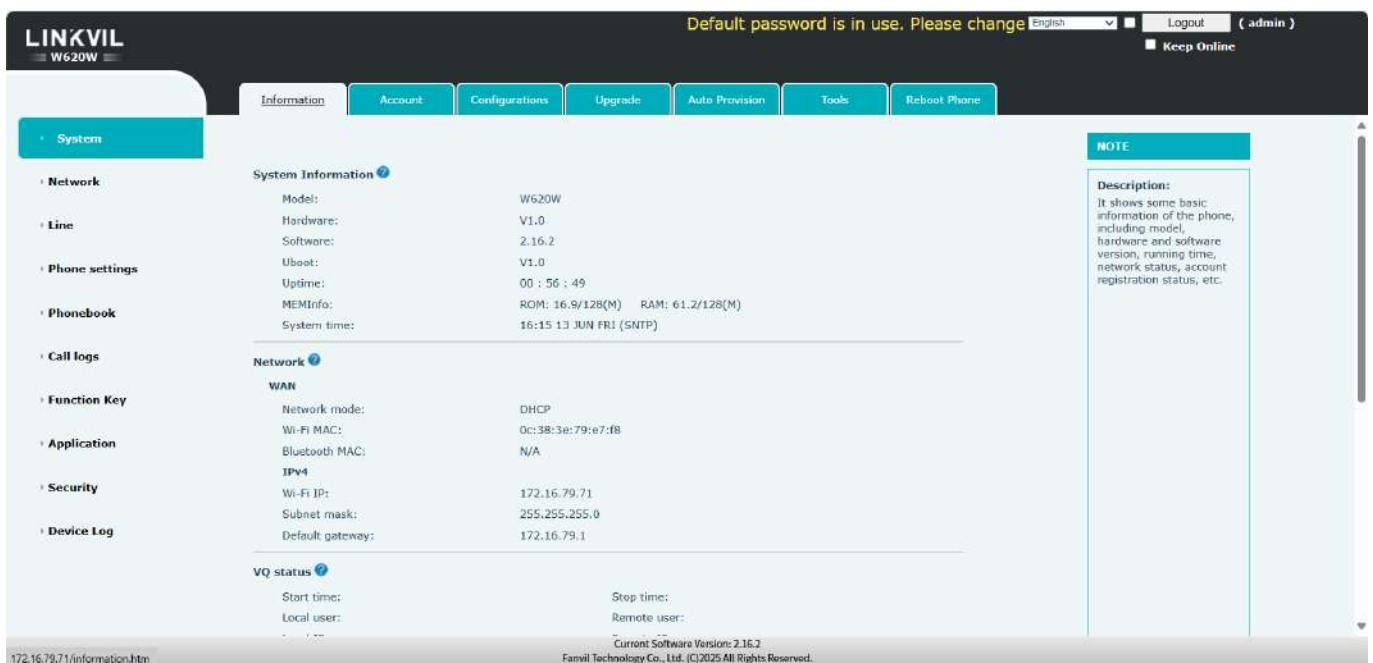 Default password is in use. Please change English Logout ( admin )
LINKVIL
W620W
Keep Online
Information Account Configurations Upgrade Auto Provision Tools Reboot Phone
System
Network
Line
Phone settings
Phonebook
Call logs
Function Key
Application
Security
Device Log
System Information
Model: W620W
Hardware: V1.0
Software: 2.16.2
Uboot: V1.0
Uptime: 00 : 56 : 49
MEMInfo: ROM: 16.9/128(M) RAM: 61.2/128(M)
System time: 16:15 13 JUN FRI (SNTP)
Network
WAN
Network mode: DHCP
Wi-Fi MAC: 0c:38:3e:79:e7:f8
Bluetooth MAC: N/A
IPv4
Wi-Fi IP: 172.16.79.71
Subnet mask: 255.255.255.0
Default gateway: 172.16.79.1
VQ status
Start time: Stop time:
Local user: Remote user:
NOTE
Description:
It shows some basic
information of the phone,
including model,
hardware and software
version, running time,
network status, account
registration status, etc.
Current Software Version: 2.16.2
Fanvil Technology Co., Ltd. (C)2025 All Rights Reserved.
172.16.79.71/information.htm